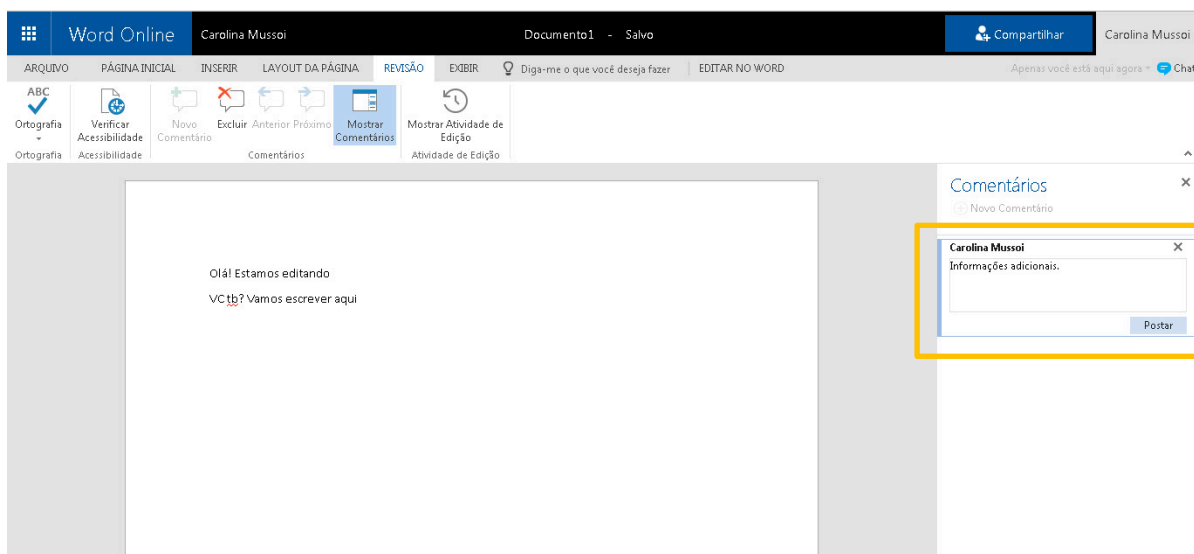 Word Online Carolina Mussoi Documento1 - Salvo Compartilhar Carolina Mussoi
ARQUIVO PÁGINA INICIAL INSERIR LAYOUT DA PÁGINA REVISÃO EXIBIR Diga-me o que você deseja fazer EDITAR NO WORD Apenas você está aqui agora Chat
ABC
Ortografia Verificar Acessibilidade Novo Comentário Excluir Anterior Próximo Mostrar Comentários Mostrar Atividade de Edição
Ortografia Acessibilidade Comentários Atividade de Edição
Comentários
Novo Comentário
Carolina Mussoi
Informações adicionais.
Postar
Olá! Estamos editando
VC tb? Vamos escrever aqui